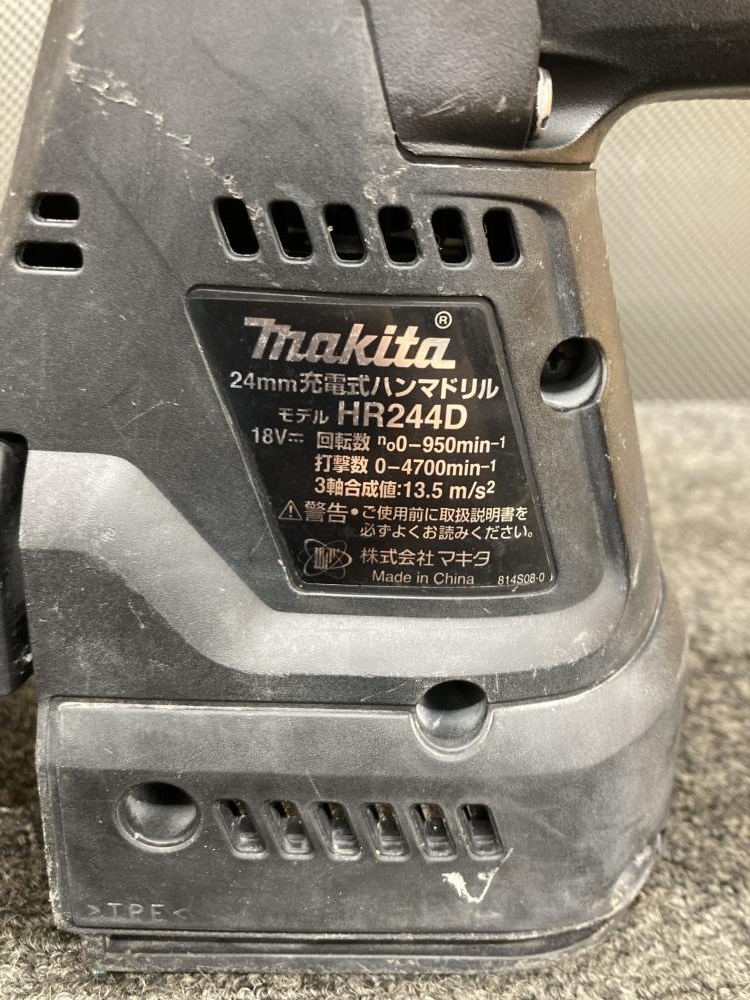 makita®
24mm充電式ハンマドリル
モデル HR244D
18V⎓ 回転数 n₀0-950min⁻¹
打撃数 0-4700min⁻¹
3軸合成値:13.5 m/s²
⚠警告•ご使用前に取扱説明書を
必ずよくお読みください。
株式会社マキタ
Made in China 814S08-0
>TPE<